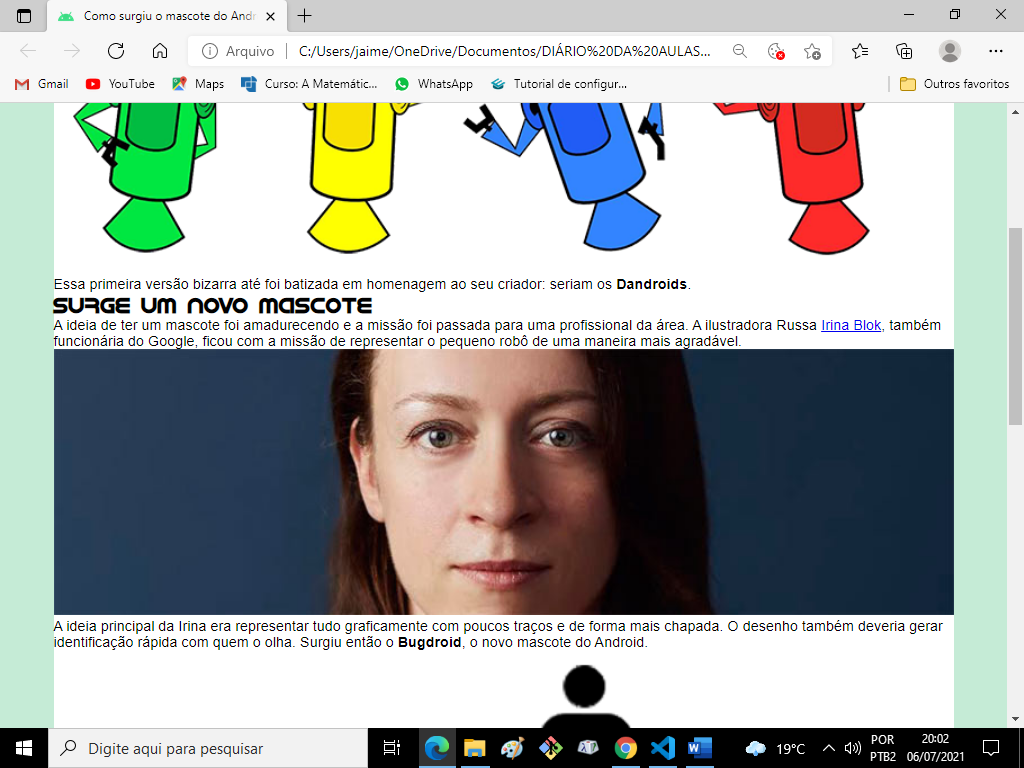 Como surgiu o mascote do Andr
Arquivo
C:/Users/jaime/OneDrive/Documentos/DIÁRIO%20DA%20AULAS...
Gmail
YouTube
Maps
Curso: A Matemátic...
WhatsApp
Tutorial de configur...
Outros favoritos
Essa primeira versão bizarra até foi batizada em homenagem ao seu criador: seriam os Dandroids.
SURGE UM NOVO MASCOTE
A ideia de ter um mascote foi amadurecendo e a missão foi passada para uma profissional da área. A ilustradora Russa Irina Blok, também
funcionária do Google, ficou com a missão de representar o pequeno robô de uma maneira mais agradável.
A ideia principal da Irina era representar tudo graficamente com poucos traços e de forma mais chapada. O desenho também deveria gerar
identificação rápida com quem o olha. Surgiu então o Bugdroid, o novo mascote do Android.
Digite aqui para pesquisar
19°C
POR
PTB2
20:02
06/07/2021